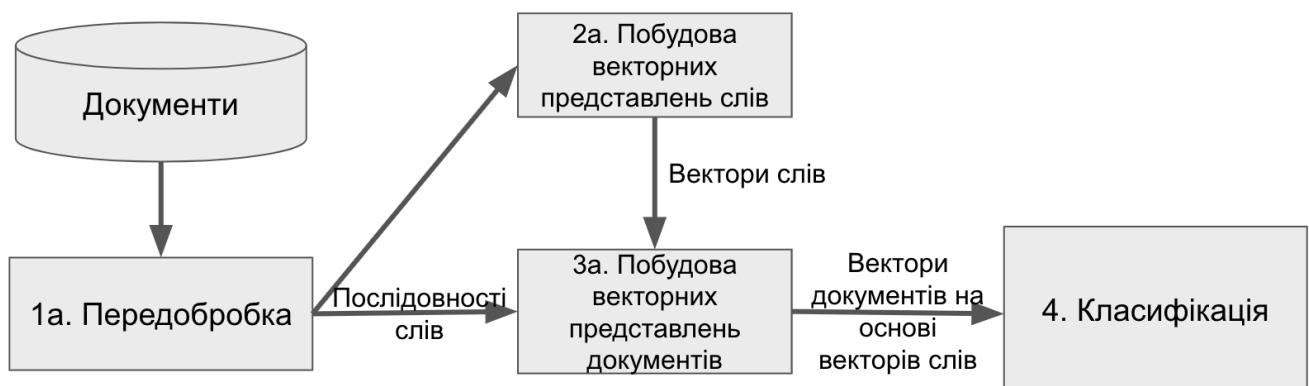 Документи
1а. Передобробка
2а. Побудова
векторних
представлень слів
Вектори слів
Послідовності
слів
3а. Побудова
векторних
представлень
документів
Вектори
документів на
основі
векторів слів
4. Класифікація